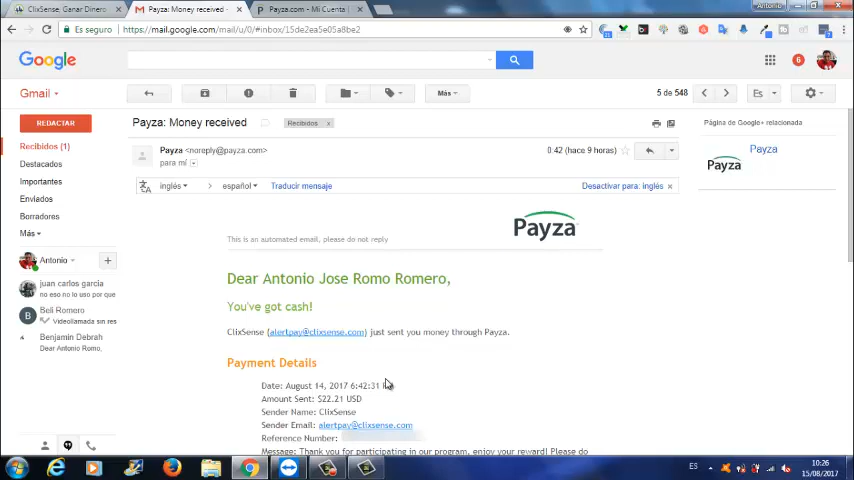 ClixSense, Ganar Dinero
Payza: Money received -
Payza.com - Mi Cuenta
Antonio
Es seguro
https://mail.google.com/mail/u/0/#inbox/15de2ea5e05a8be2
Google
6
Gmail
Más
5 de 548
Es
REDACTAR
Recibidos (1)
Destacados
Importantes
Enviados
Borradores
Más
Antonio
juan carlos garcia
no eso no lo uso por que
Beli Romero
Videollamada sin res
Benjamin Debrah
Dear Antonio Romo,
Payza: Money received
Recibidos x
Payza <noreply@payza.com>
para mí
0:42 (hace 9 horas)
inglés
español
Traducir mensaje
Desactivar para: inglés x
Payza
This is an automated email, please do not reply
Dear Antonio Jose Romo Romero,
You've got cash!
ClixSense (alertpay@clixsense.com) just sent you money through Payza.
Payment Details
Date: August 14, 2017 6:42:31
Amount Sent: $22.21 USD
Sender Name: ClixSense
Sender Email: alertpay@clixsense.com
Reference Number:
Message: Thank you for participating in our program, enjoy your reward! Please do
Página de Google+ relacionada
Payza
Payza
ES
10:26
15/08/2017